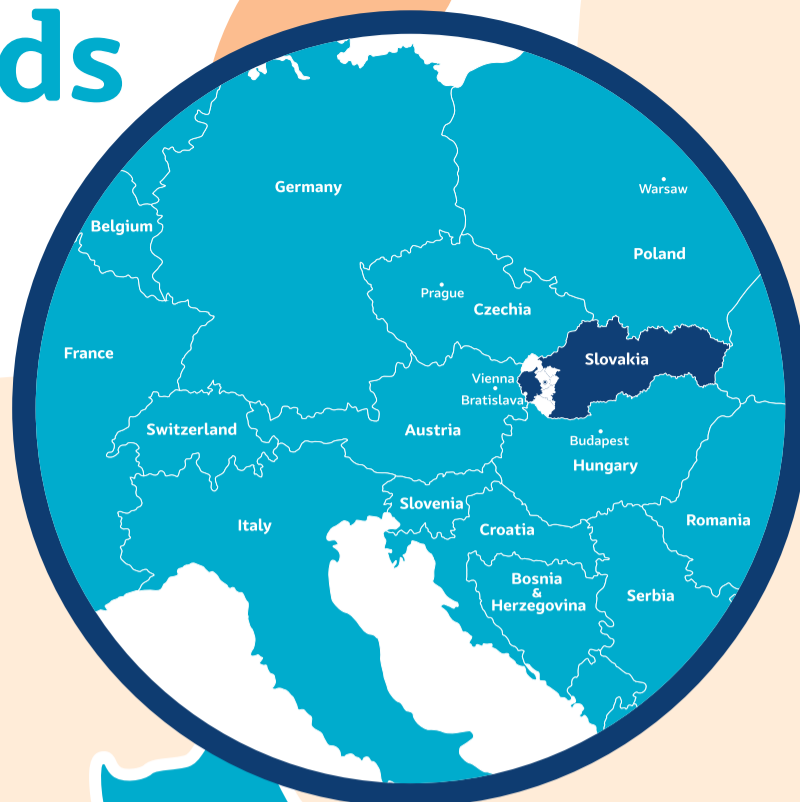 ds
Germany
Warsaw
Belgium
Poland
Prague
Czechia
France
Slovakia
Vienna
Bratislava
Switzerland
Austria
Budapest
Hungary
Slovenia
Italy
Croatia
Romania
Bosnia
&
Herzegovina
Serbia